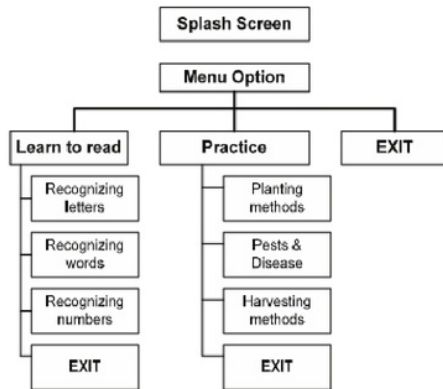 Splash Screen
Menu Option
Learn to read
Practice
EXIT
Recognizing
letters
Planting
methods
Recognizing
words
Pests &
Disease
Recognizing
numbers
Harvesting
methods
EXIT
EXIT